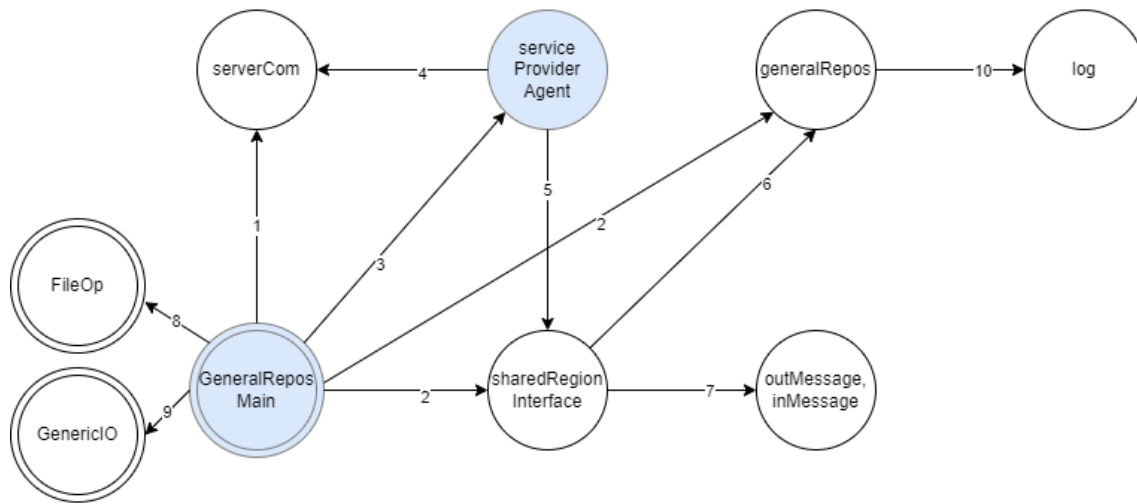 serverCom
4
service
Provider
Agent
generalRepos
10
log
5
6
1
3
2
FileOp
8
GeneralRepos
Main
2
sharedRegion
Interface
7
outMessage,
inMessage
9
GenericIO